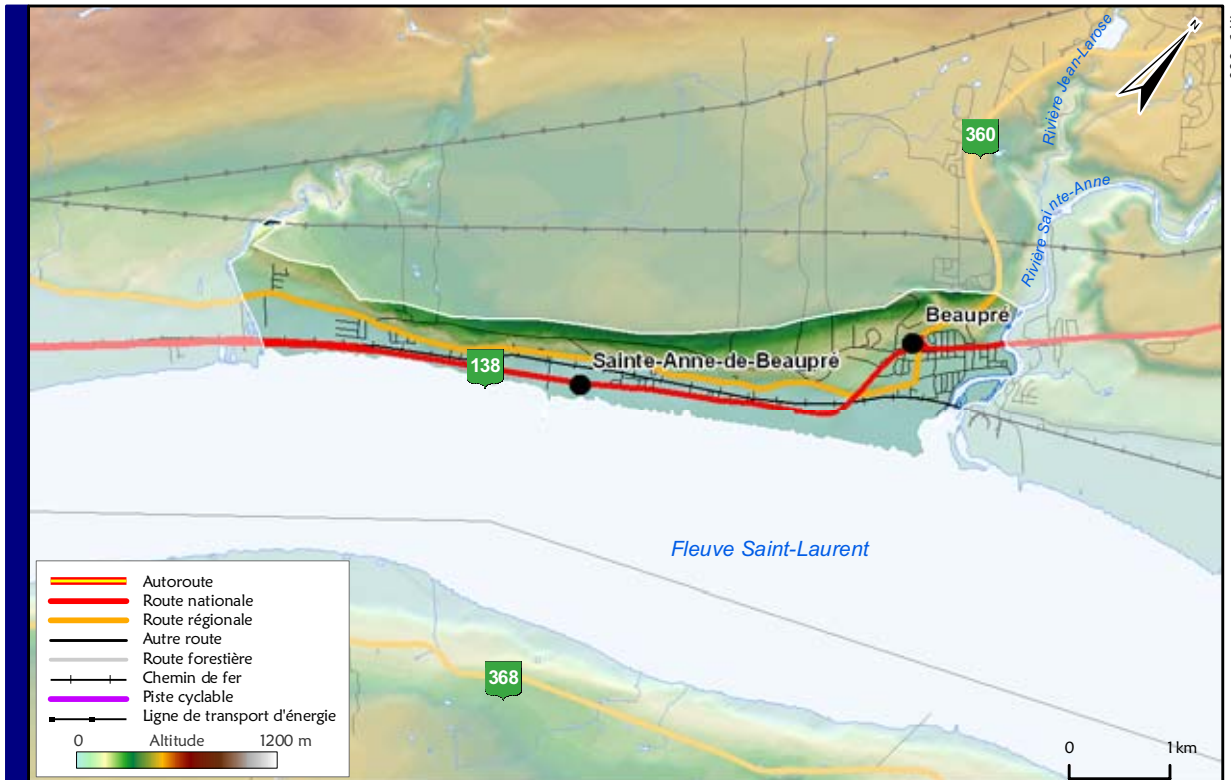 N
Rivière Jean-Larose
360
Rivière Sainte-Anne
Beaupré
Sainte-Anne-de-Beaupré
138
Fleuve Saint-Laurent
368
Autoroute
Route nationale
Route régionale
Autre route
Route forestière
Chemin de fer
Piste cyclable
Ligne de transport d'énergie
0 Altitude 1200 m
0 1 km